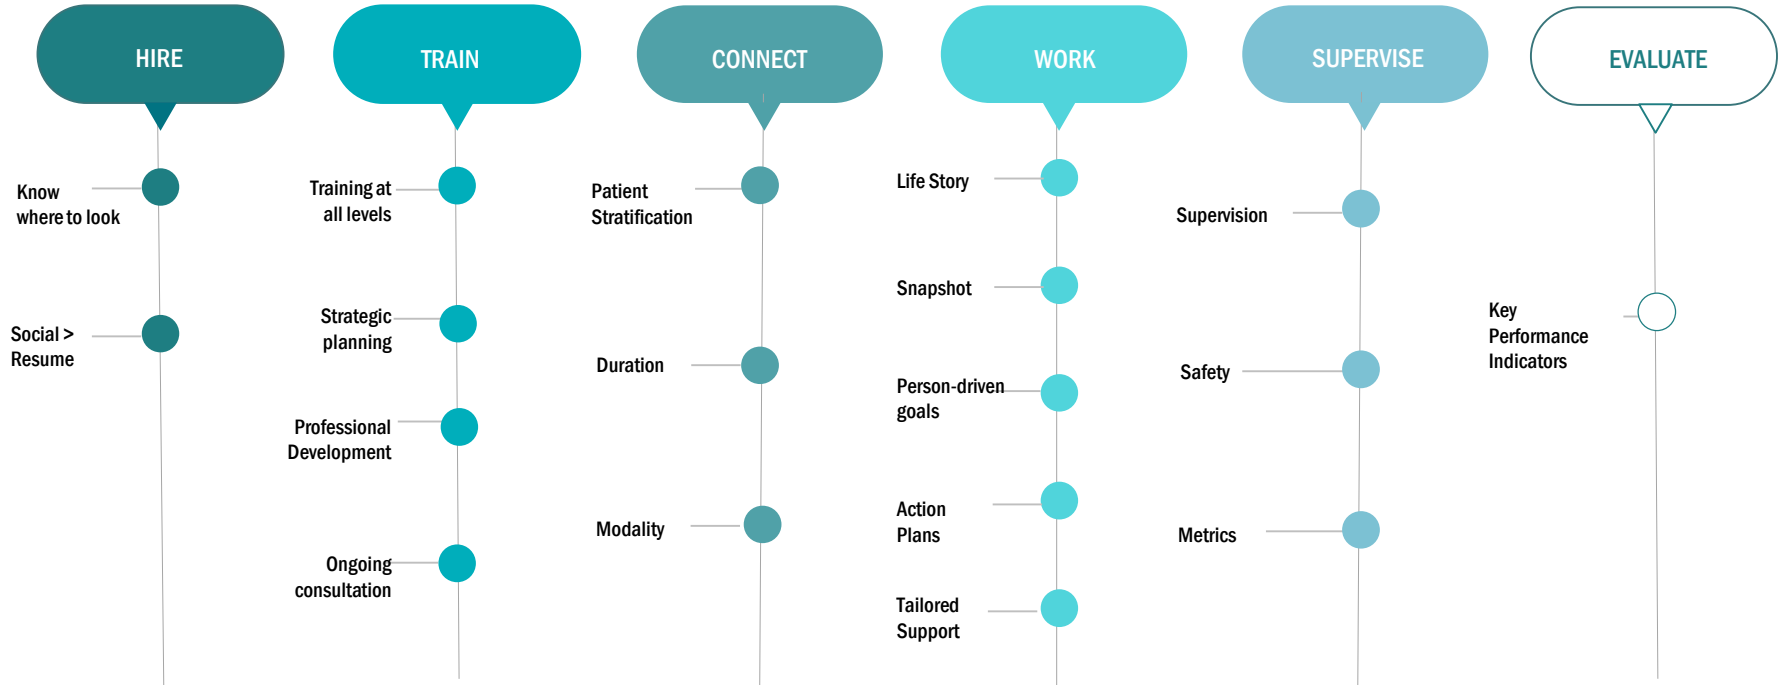 HIRE
TRAIN
CONNECT
WORK
SUPERVISE
EVALUATE
Know
where to look
Social >
Resume
Training at
all levels
Strategic
planning
Professional
Development
Ongoing
consultation
Patient
Stratification
Duration
Modality
Life Story
Snapshot
Person-driven
goals
Action
Plans
Tailored
Support
Supervision
Safety
Metrics
Key
Performance
Indicators